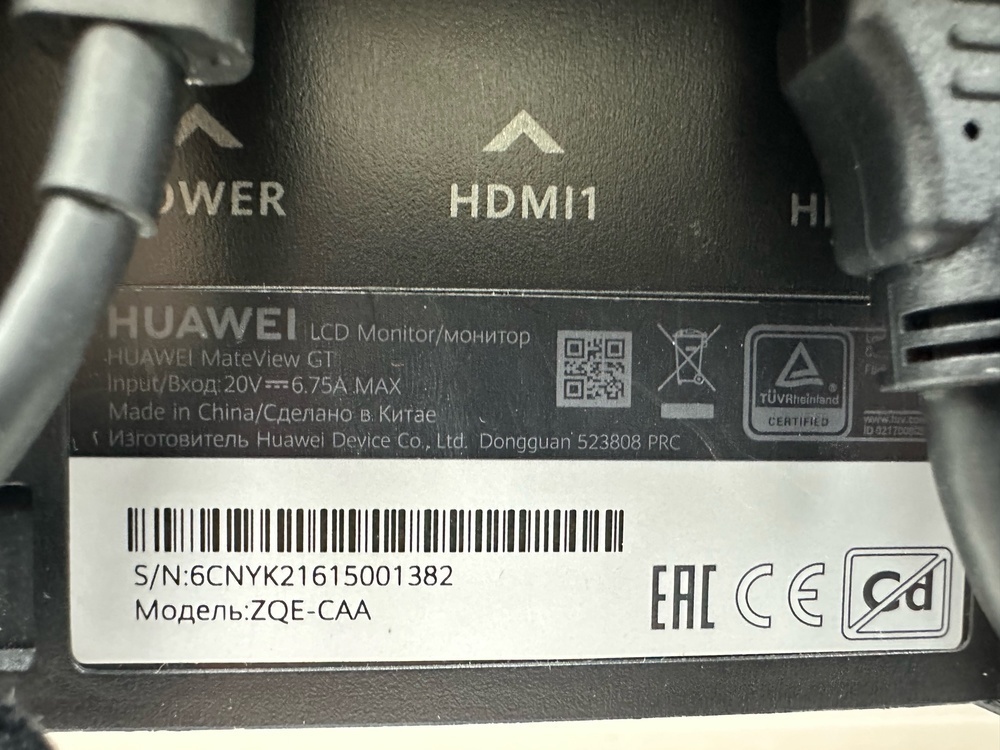 HDMI1
HUAWEI LCD Monitor/монитор
HUAWEI MateView GT
Input/Вход:20V⎓6.75A MAX
Made in China/Сделано в Китае
Изготовитель Huawei Device Co., Ltd. Dongguan 523808 PRC
TÜVRheinland®
CERTIFIED
S/N:6CNYK21615001382
Модель:ZQE-CAA
EAC CE Cd